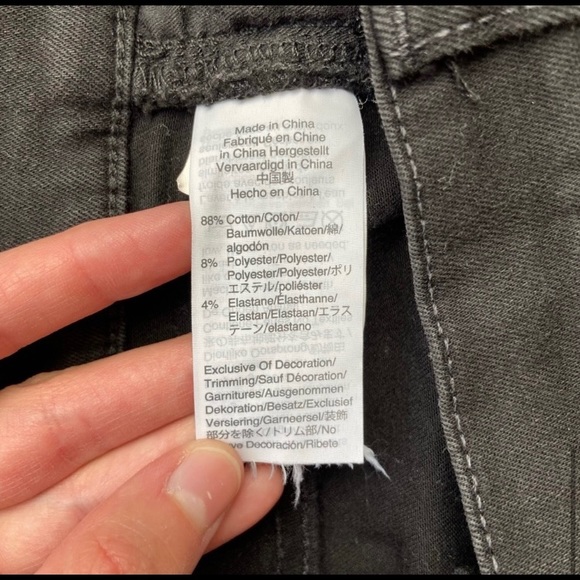 Made in China
Fabriqué en Chine
in China Hergestellt
Vervaardigd in China
中国製
Hecho en China
88% Cotton/Coton/
Baumwolle/Katoen/綿/
algodón
8% Polyester/Polyester/
Polyester/Polyester/ポリ
エステル/poliéster
4% Elastane/Élasthanne/
Elastan/Elastaan/エラス
テーン/elastano
Exclusive Of Decoration/
Trimming/Sauf Décoration/
Garnitures/Ausgenommen
Dekoration/Besatz/Exclusief
Versiering/Garneersel/装飾
部分を除く/トリム部/No
Decoración/Ribete